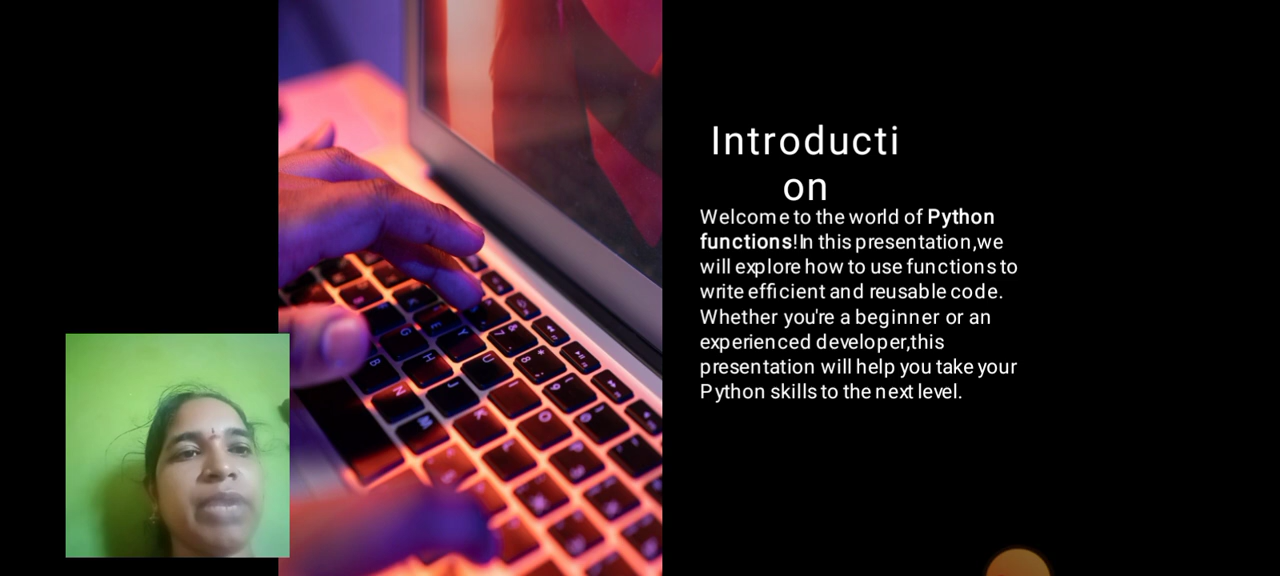 Introducti
on
Welcome to the world of Python
functions!In this presentation,we
will explore how to use functions to
write efficient and reusable code.
Whether you're a beginner or an
experienced developer,this
presentation will help you take your
Python skills to the next level.